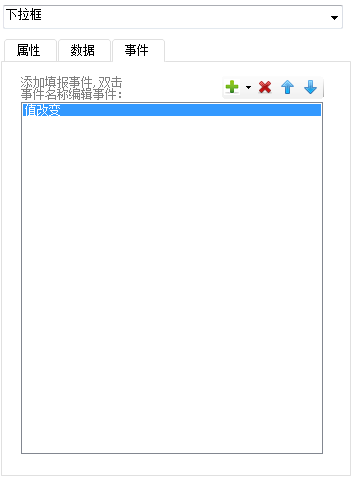 下拉框
属性 数据 事件
添加填报事件,双击
事件名称编辑事件:
值改变